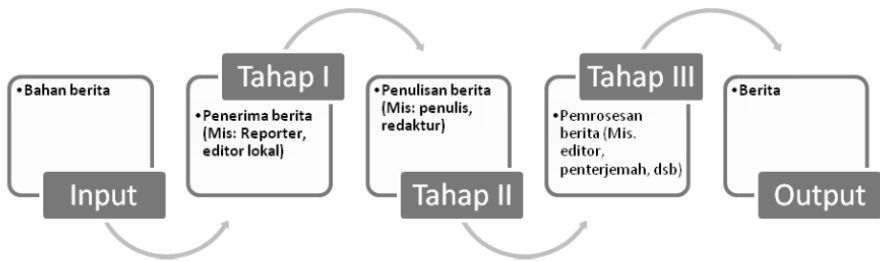 •Bahan berita
Input
Tahap I
•Penerima berita
(Mis: Reporter,
editor lokal)
•Penulisan berita
(Mis: penulis,
redaktur)
Tahap II
Tahap III
•Pemrosesan
berita (Mis.
editor,
penterjemah, dsb)
•Berita
Output